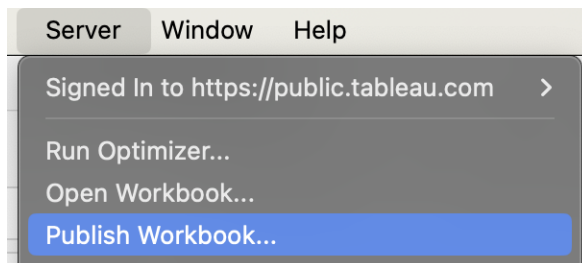 Server Window Help
Signed In to https://public.tableau.com
Run Optimizer...
Open Workbook...
Publish Workbook...